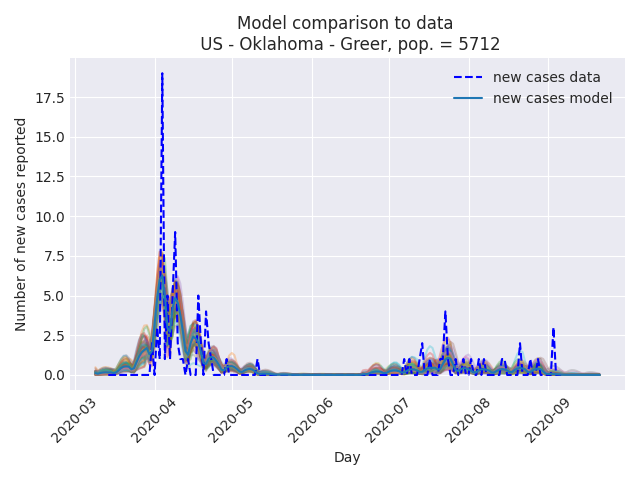 Model comparison to data
US - Oklahoma - Greer, pop. = 5712
new cases data
new cases model
Number of new cases reported
17.5
15.0
12.5
10.0
7.5
5.0
2.5
0.0
2020-03
2020-04
2020-05
2020-06
2020-07
2020-08
2020-09
Day